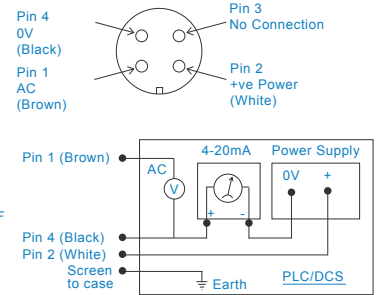 Pin 4
0V
(Black)
Pin 3
No Connection
Pin 1
AC
(Brown)
Pin 2
+ve Power
(White)
Pin 1 (Brown)
AC
V
4-20mA
Power Supply
0V +
+ -
Pin 4 (Black)
Pin 2 (White)
Screen
to case
Earth
PLC/DCS